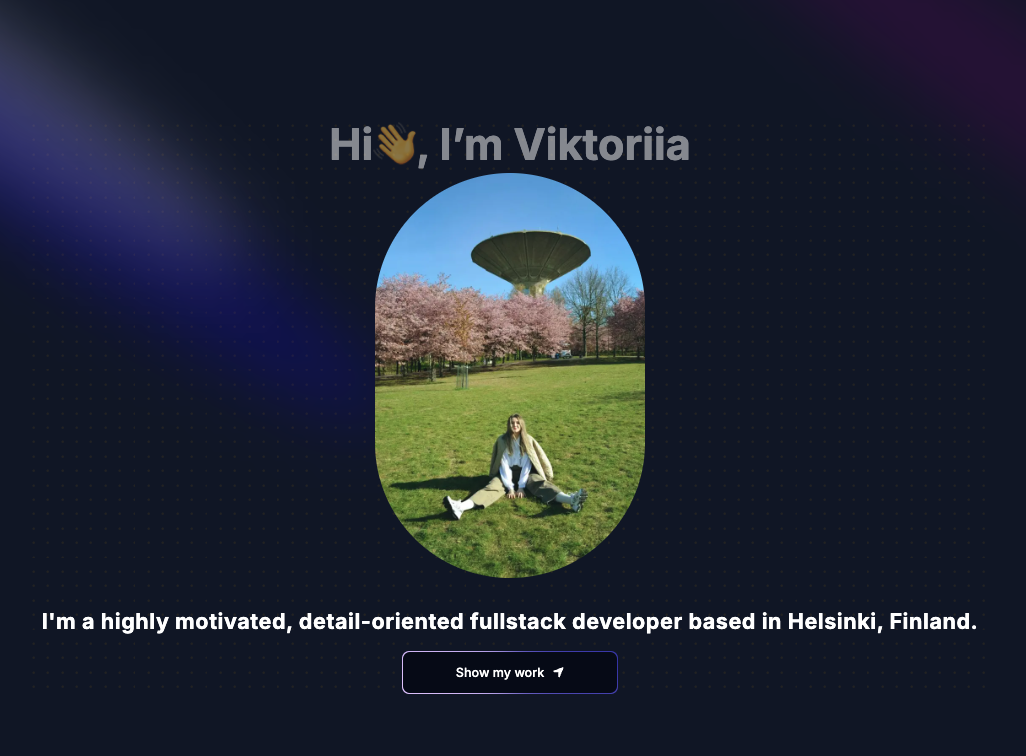 Hi👋, I’m Viktoriia
I'm a highly motivated, detail-oriented fullstack developer based in Helsinki, Finland.
Show my work